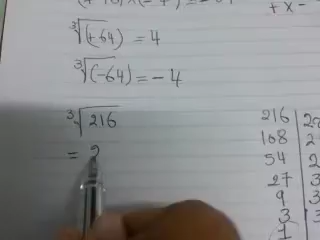 ∛(+64) = 4
∛(-64) = -4
∛216
= 2
216 | 2
108 | 2
54 | 2
27 | 3
9 | 3
3 | 3
1
+ x -